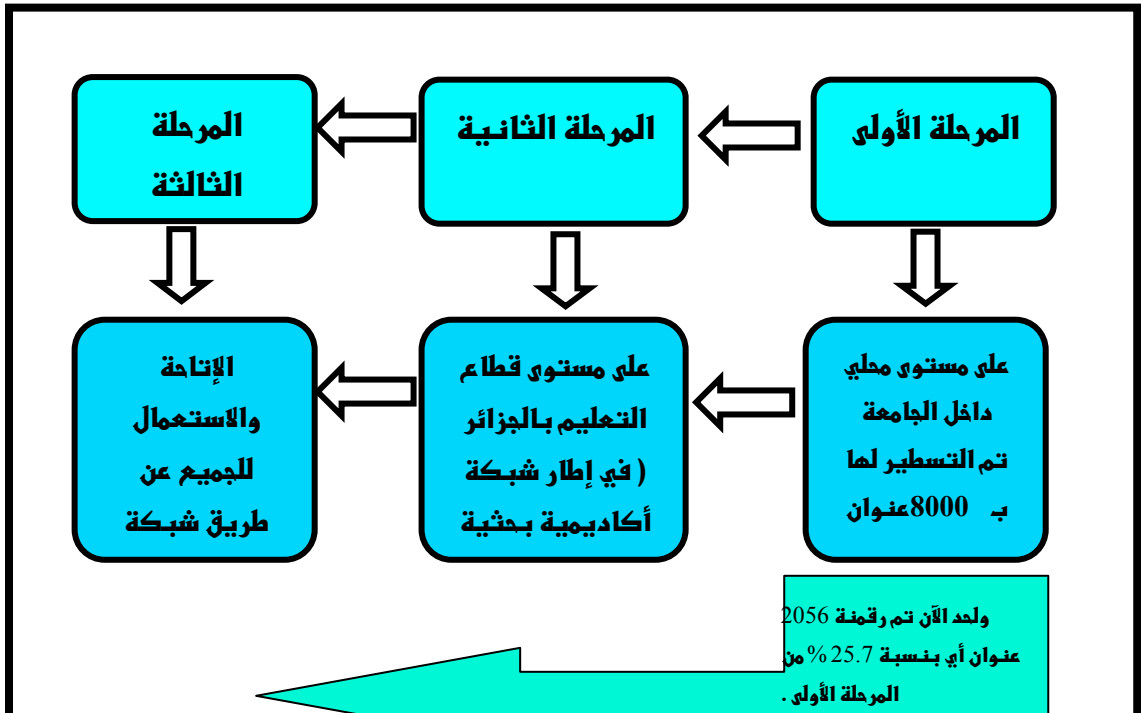 المرحلة الأولى
المرحلة الثانية
المرحلة
الثالثة
على مستوى محلي
داخل الجامعة
تم التسطير لها
ب 8000عنوان
على مستوى قطاع
التعليم بالجزائر
( في إطار شبكة
أكاديمية بحثية
الإتاحة
والاستعمال
للجميع عن
طريق شبكة
ولحد الآن تم رقمنة 2056
عنوان أي بنسبة 25.7 %من
المرحلة الأولى .